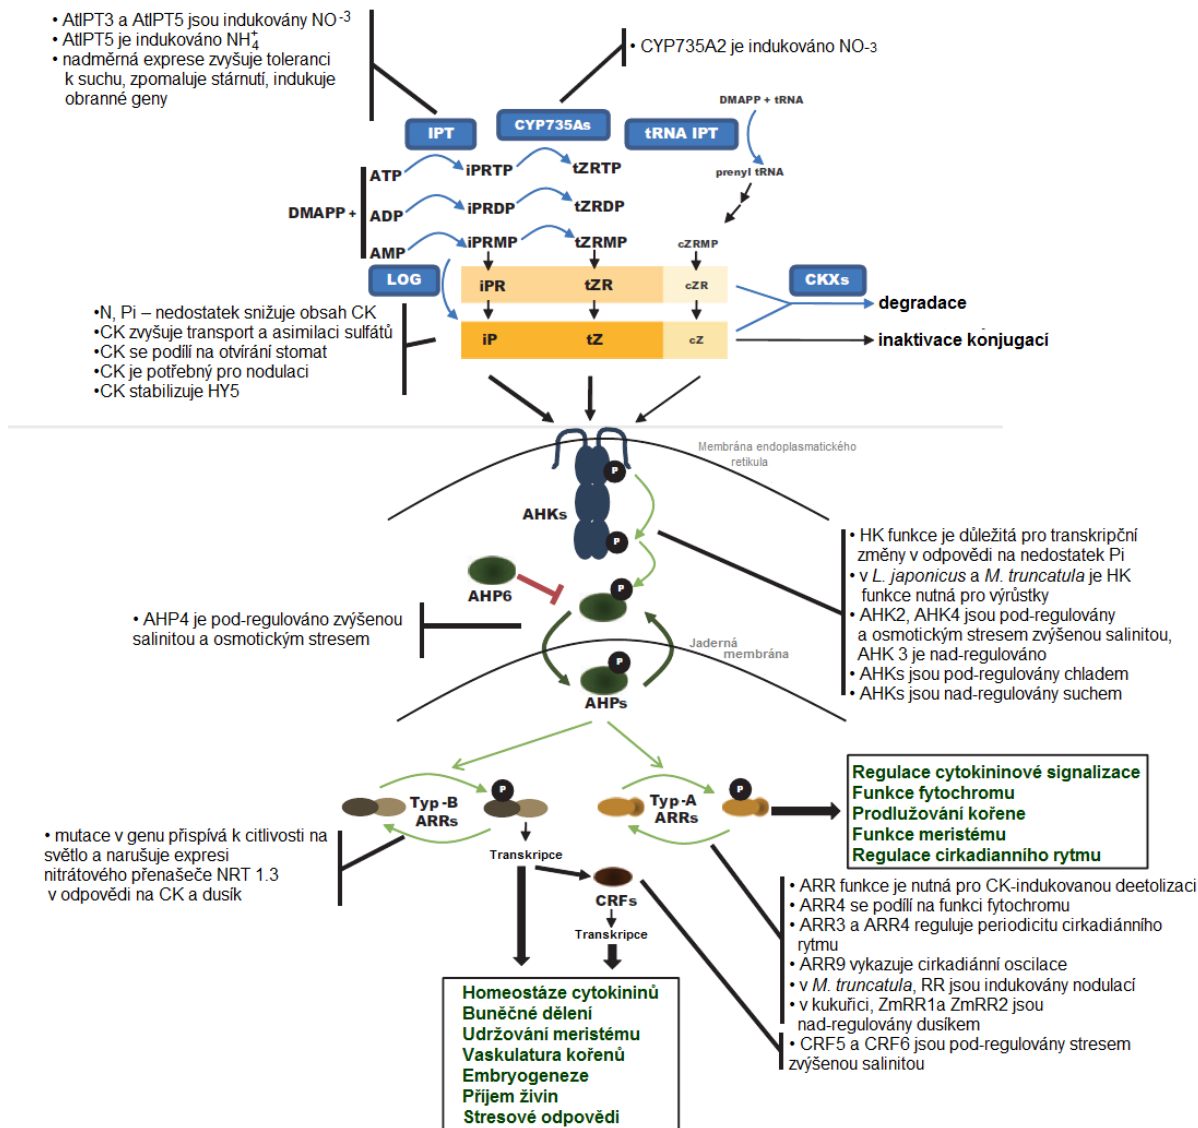 • AtIPT3 a AtIPT5 jsou indukovány NO⁻³
• AtIPT5 je indukováno NH₄⁺
• nadměrná exprese zvyšuje toleranci
k suchu, zpomaluje stárnutí, indukuje
obranné geny
• CYP735A2 je indukováno NO-₃
DMAPP + tRNA
IPT
CYP735As
tRNA IPT
ATP
iPRTP
tZRTP
prenyl tRNA
DMAPP +
ADP
iPRDP
tZRDP
AMP
iPRMP
tZRMP
cZRMP
LOG
iPR
tZR
cZR
CKXs
degradace
•N, Pi – nedostatek snižuje obsah CK
•CK zvyšuje transport a asimilaci sulfátů
•CK se podílí na otvírání stomat
•CK je potřebný pro nodulaci
•CK stabilizuje HY5
iP
tZ
cZ
inaktivace konjugací
Membrána endoplasmatického
retikula
P
AHKs
P
• HK funkce je důležitá pro transkripční
změny v odpovědi na nedostatek Pi
• v L. japonicus a M. truncatula je HK
funkce nutná pro výrůstky
• AHK2, AHK4 jsou pod-regulovány
a osmotickým stresem zvýšenou salinitou,
AHK 3 je nad-regulováno
• AHKs jsou pod-regulovány chladem
• AHKs jsou nad-regulovány suchem
AHP6
P
• AHP4 je pod-regulováno zvýšenou
salinitou a osmotickým stresem
Jaderná
membrána
P
AHPs
Typ-B
ARRs
P
Typ-A
ARRs
P
Regulace cytokininové signalizace
Funkce fytochromu
Prodlužování kořene
Funkce meristému
Regulace cirkadianního rytmu
• mutace v genu přispívá k citlivosti na
světlo a narušuje expresi
nitrátového přenašeče NRT 1.3
v odpovědi na CK a dusík
Transkripce
CRFs
Transkripce
• ARR funkce je nutná pro CK-indukovanou deetolizaci
• ARR4 se podílí na funkci fytochromu
• ARR3 a ARR4 reguluje periodicitu cirkadiánního
rytmu
• ARR9 vykazuje cirkadiánní oscilace
• v M. truncatula, RR jsou indukovány nodulací
• v kukuřici, ZmRR1a ZmRR2 jsou
nad-regulovány dusíkem
• CRF5 a CRF6 jsou pod-regulovány stresem
zvýšenou salinitou
Homeostáze cytokininů
Buněčné dělení
Udržování meristému
Vaskulatura kořenů
Embryogeneze
Příjem živin
Stresové odpovědi